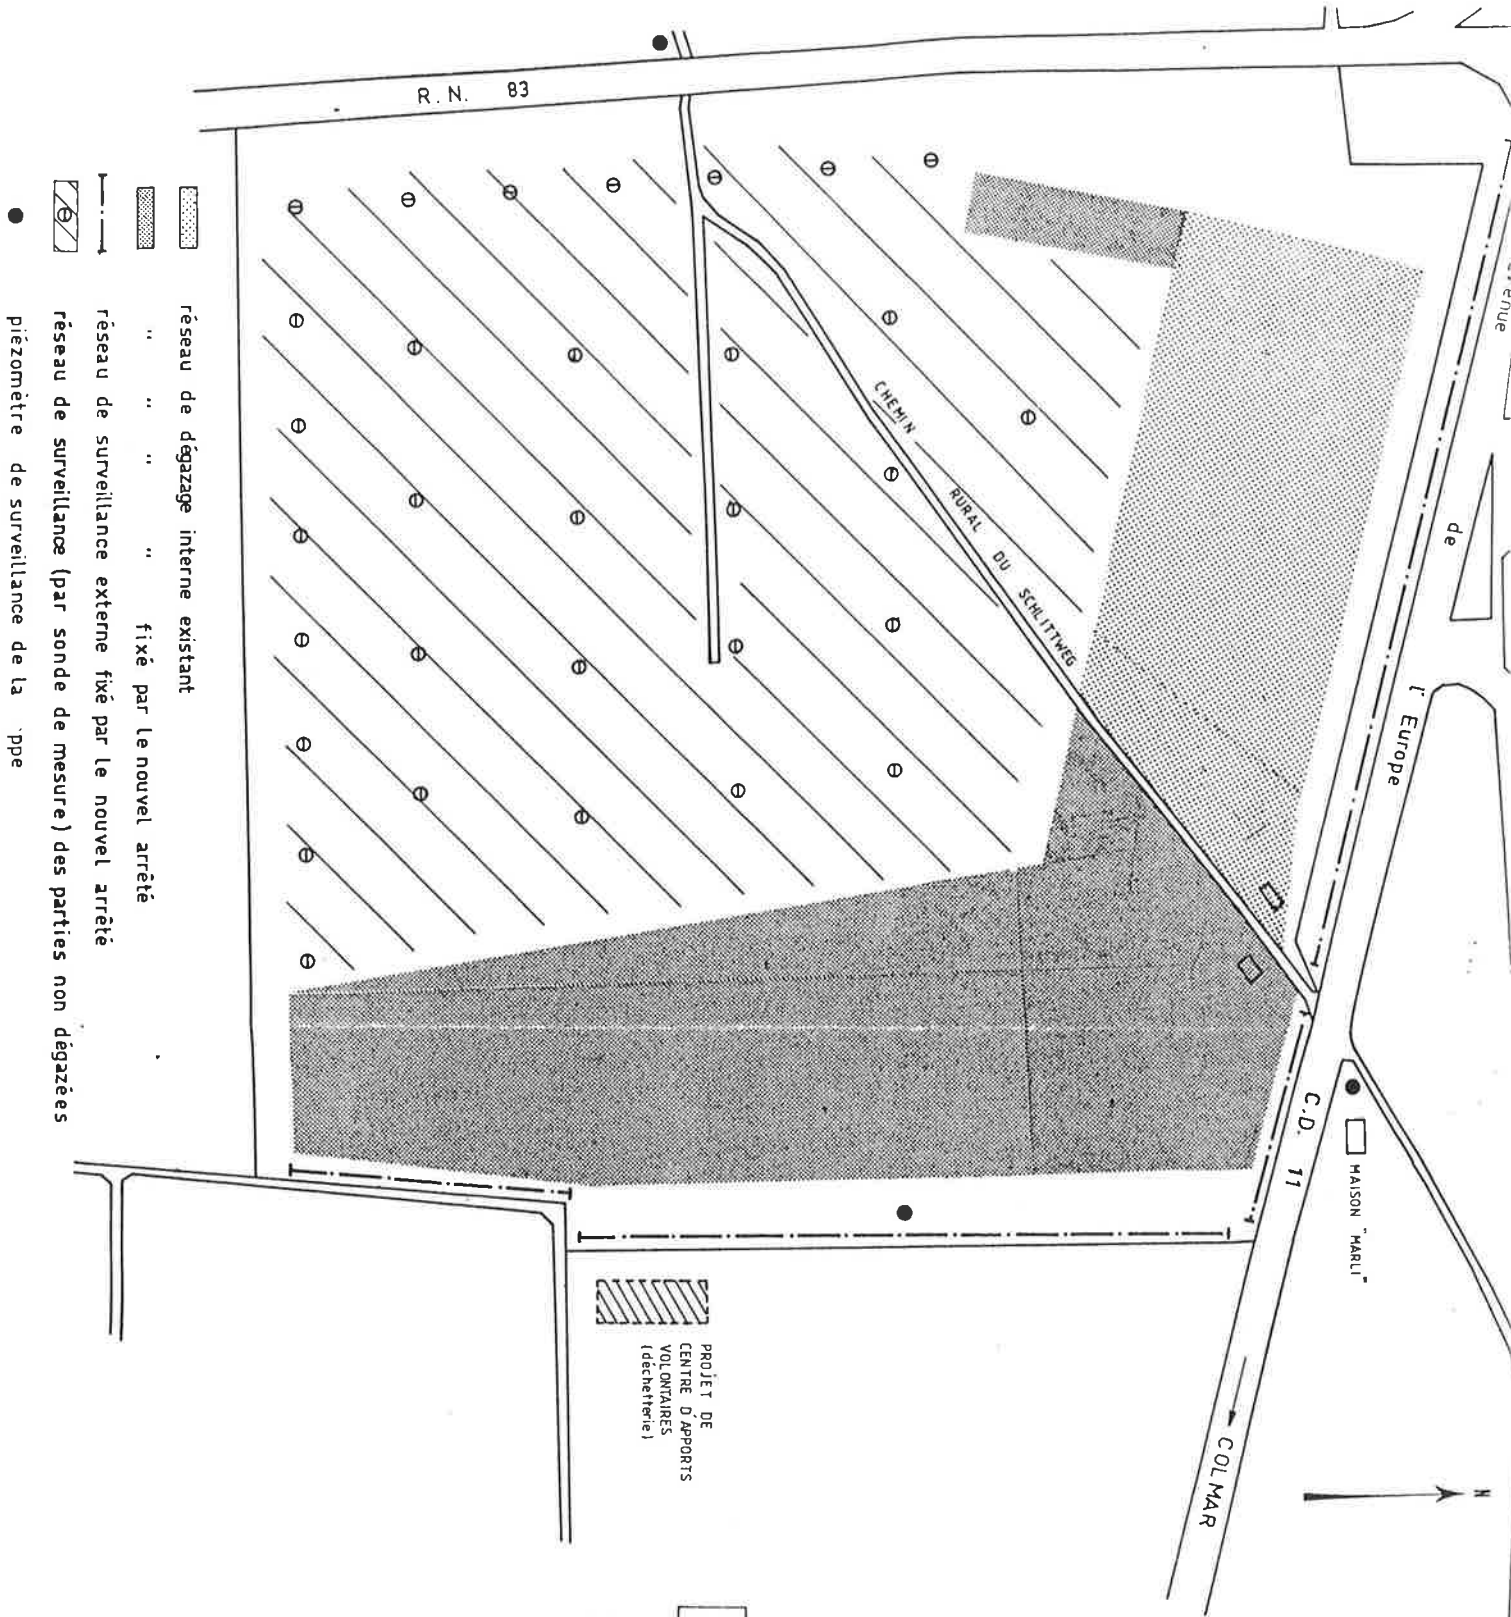 R.N. 83
Avenue
de
l'Europe
C.D. 11
COLMAR
N
CHEMIN RURAL DU SCHLITTWEG
MAISON "MARLI"
PROJET DE
CENTRE D'APPORTS
VOLONTAIRES
(déchetterie)
réseau de dégazage interne existant
" " " " fixé par le nouvel arrêté
réseau de surveillance externe fixé par le nouvel arrêté
réseau de surveillance (par sonde de mesure) des parties non dégazées
piézomètre de surveillance de la ppe